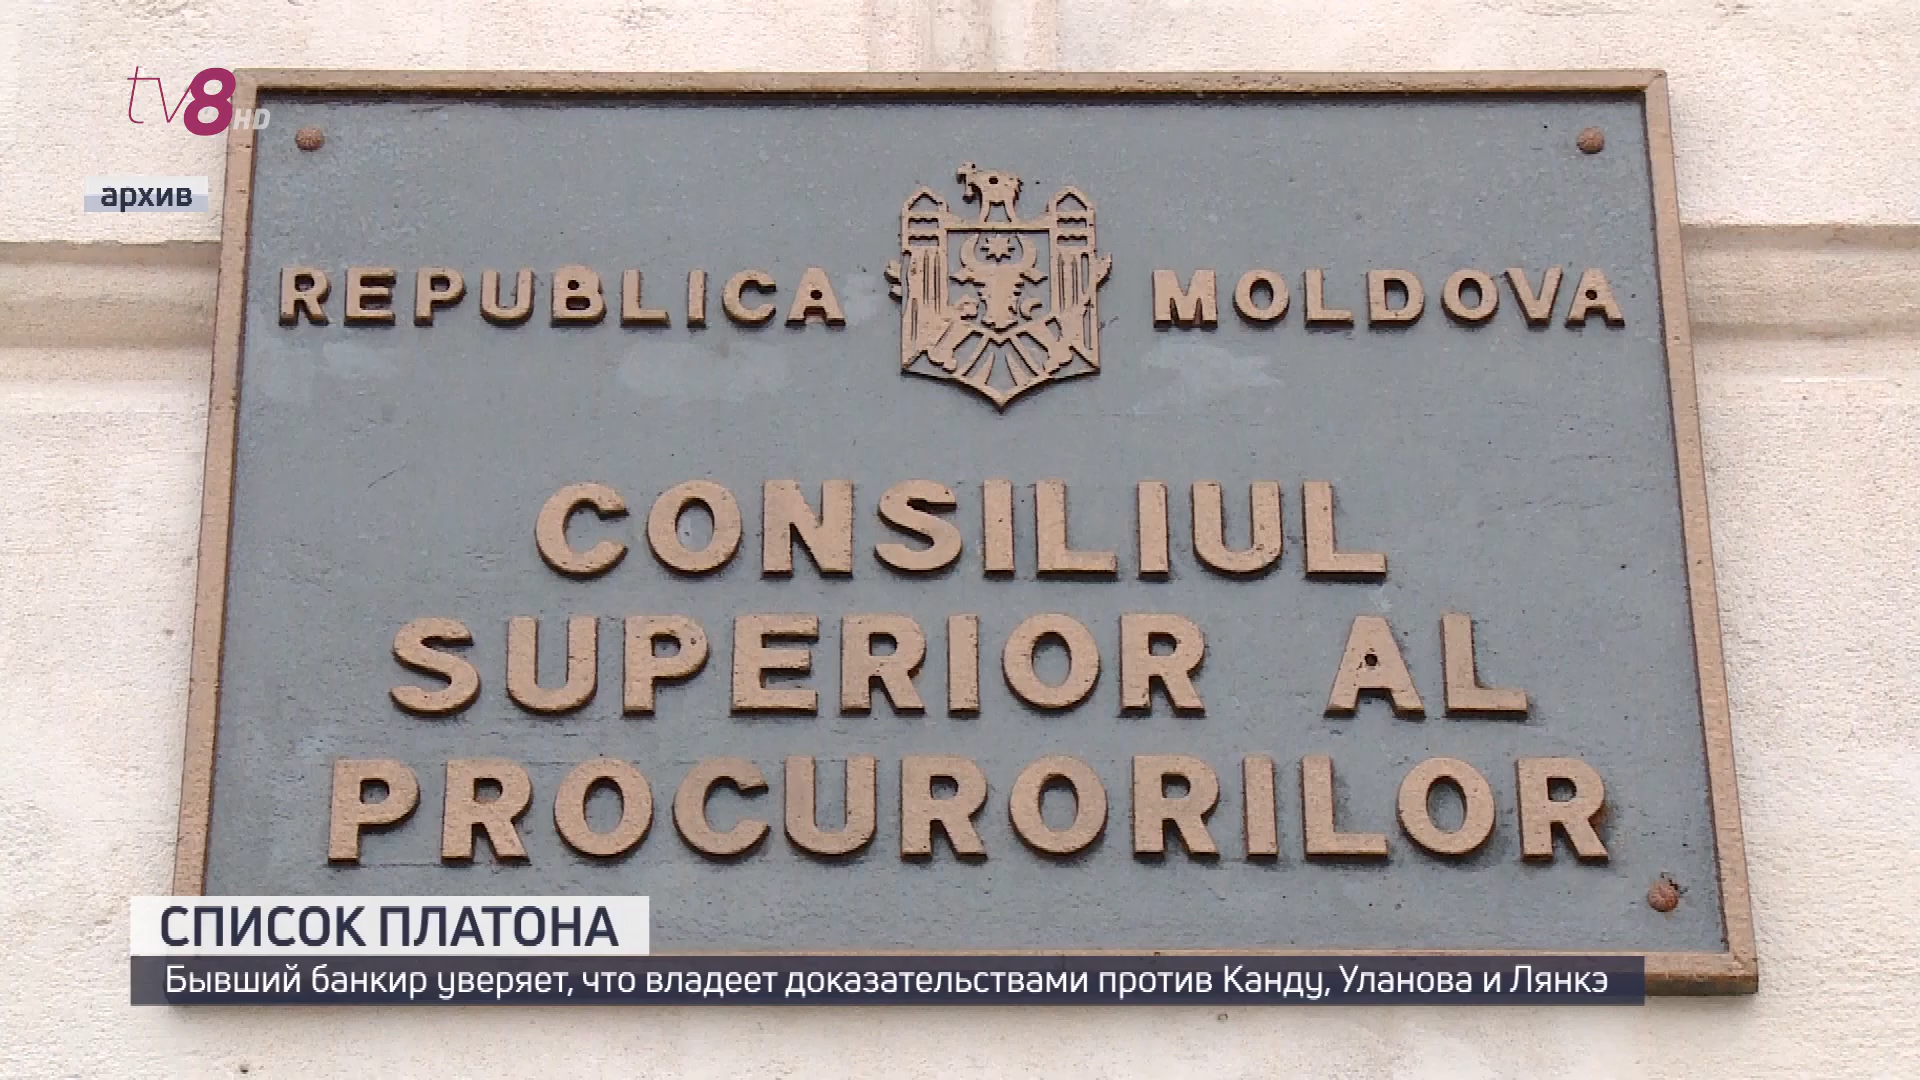 tv8 HD
архив
REPUBLICA MOLDOVA
CONSILIUL
SUPERIOR AL
PROCURORILOR
СПИСОК ПЛАТОНА
Бывший банкир уверяет, что владеет доказательствами против Канду, Уланова и Лянкэ